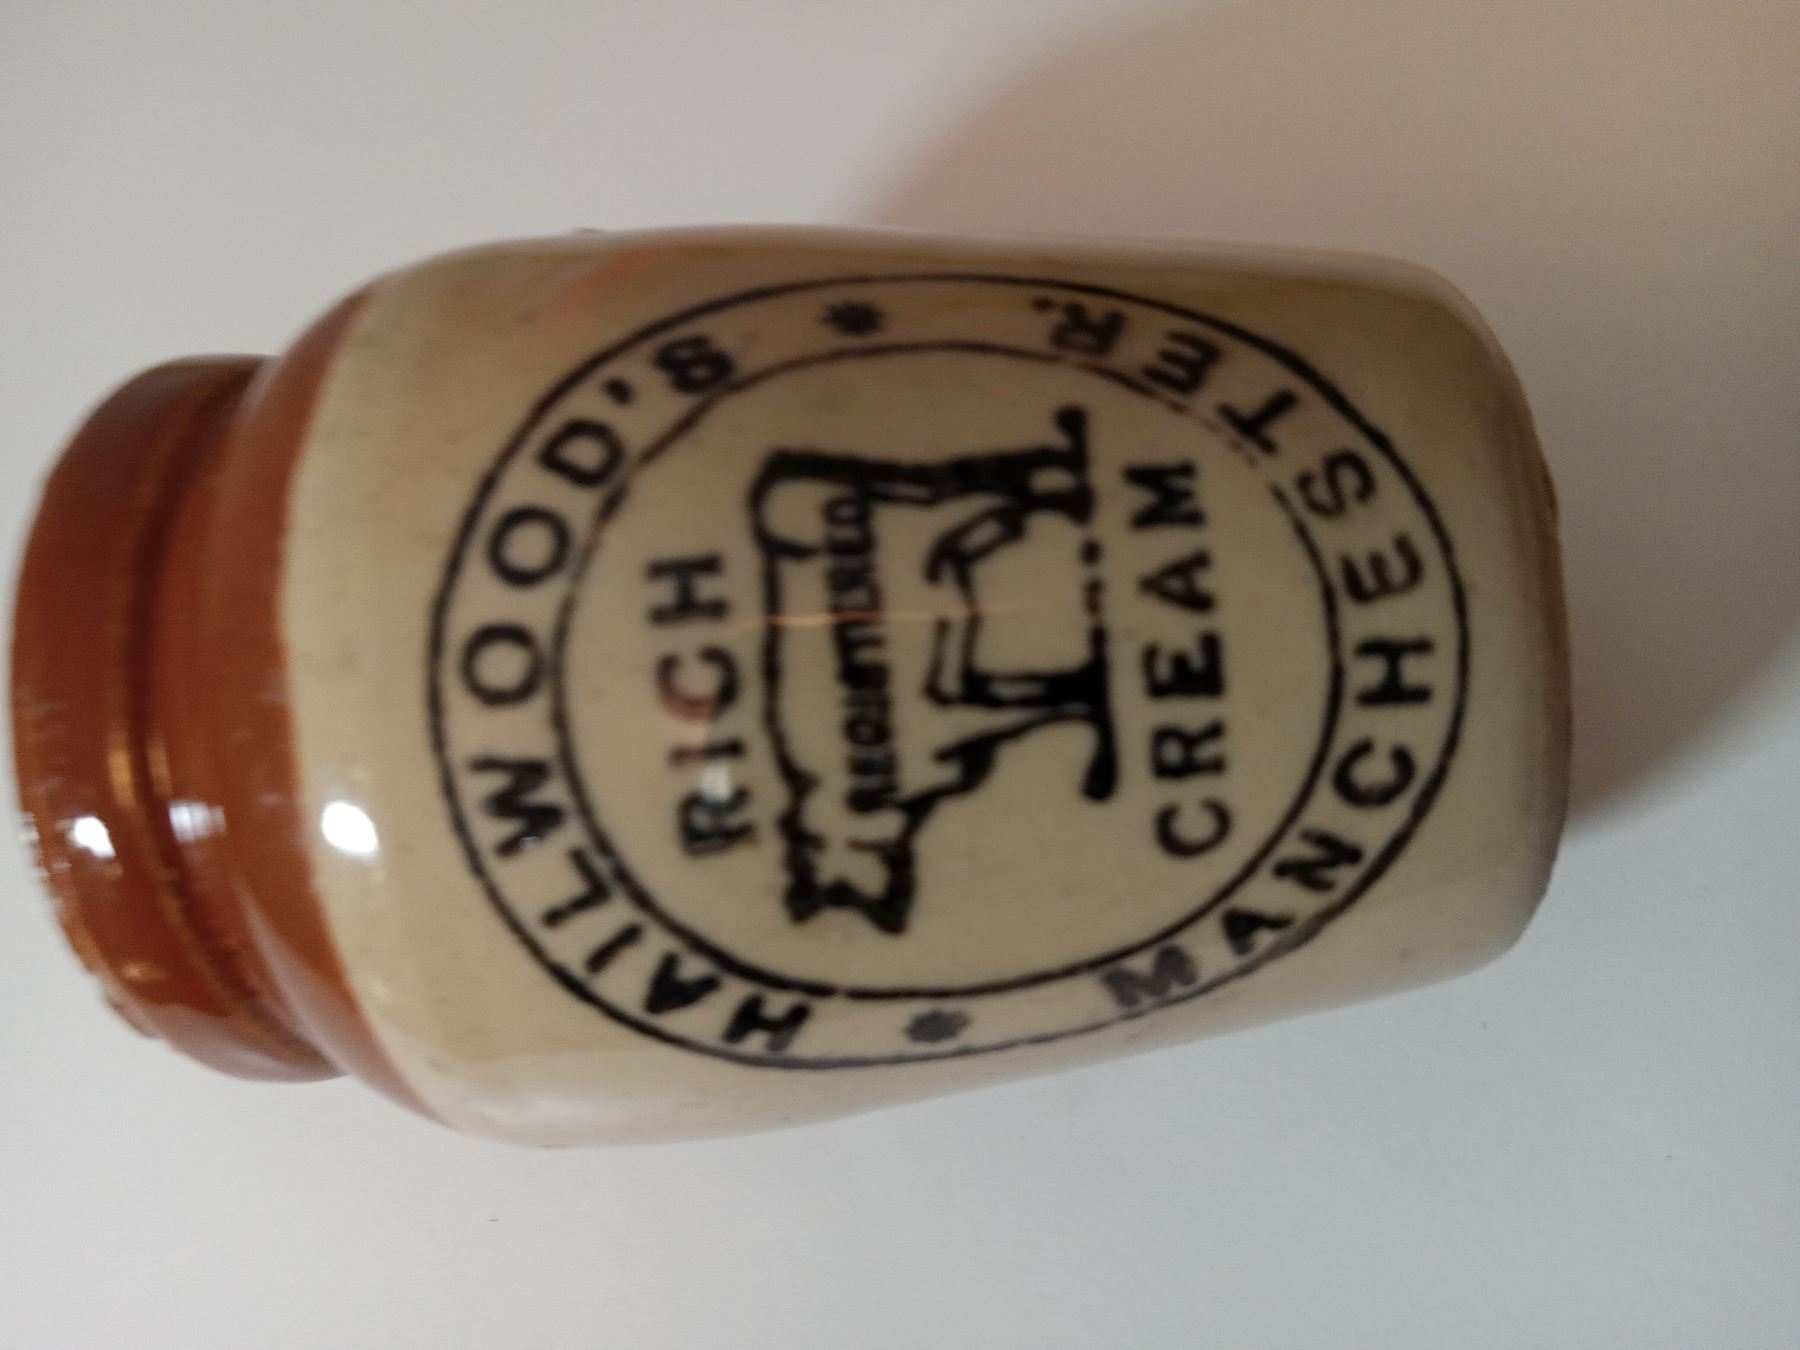 HAILWOOD'S
RICH
REGISTERED
CREAM
MANCHESTER.